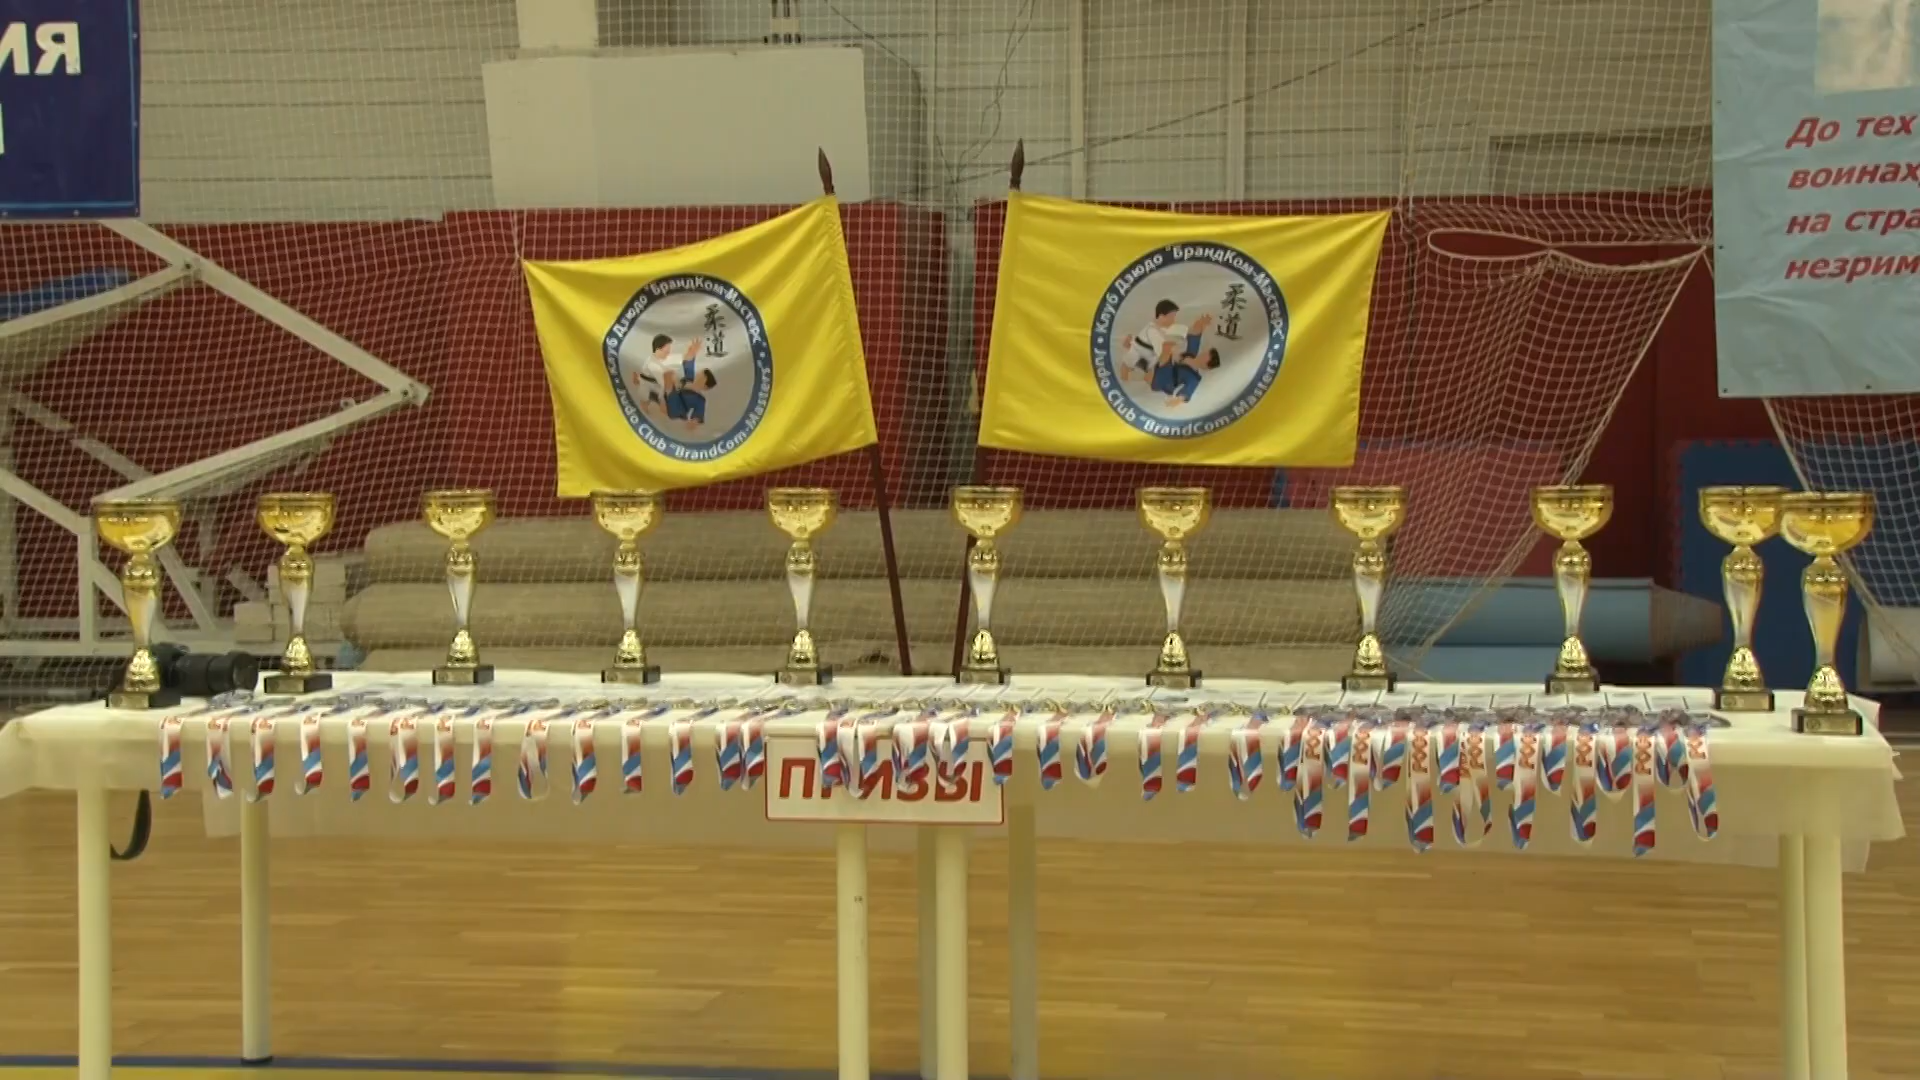 ИЯ
До тех
воинах
на стра
незрим
Клуб Дзюдо "БрандКом-Мастерс"
柔道
Judo Club "BrandCom-Masters"
Клуб Дзюдо "БрандКом-Мастерс"
柔道
Judo Club "BrandCom-Masters"
ПРИЗЫ